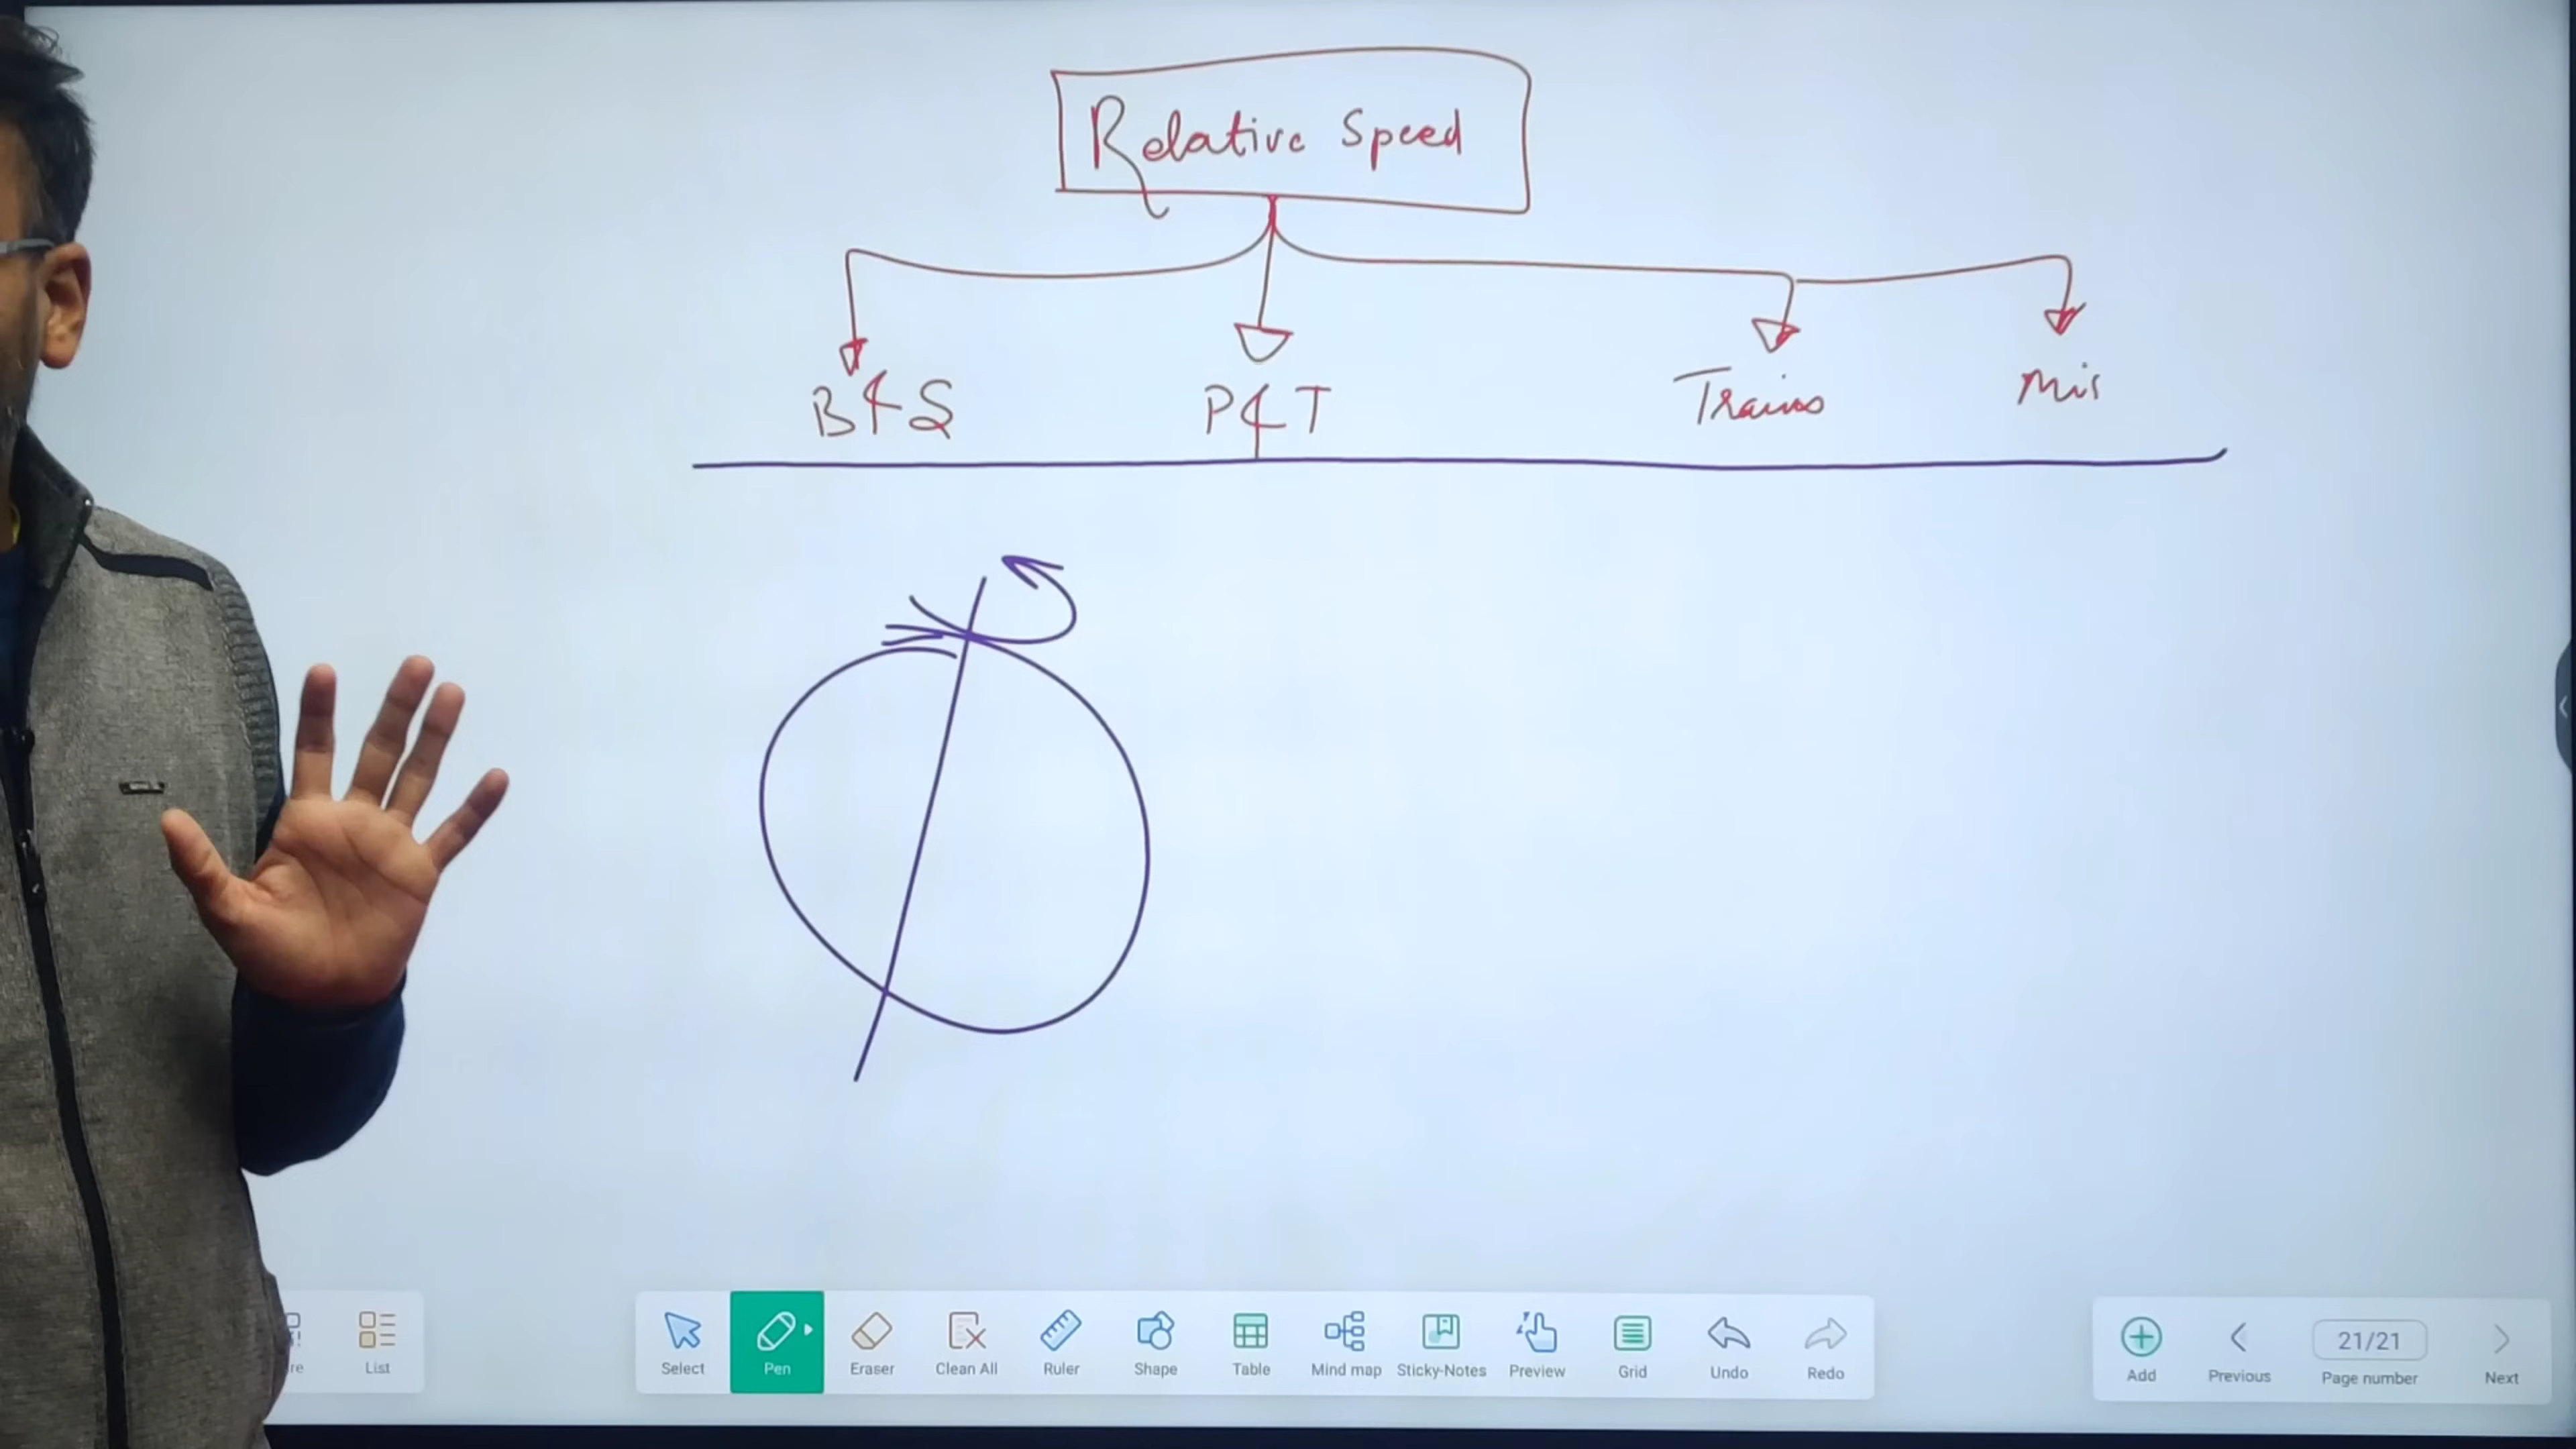 Relative Speed
B & S
P & T
Trains
Mis
List
Select
Pen
Eraser
Clean All
Ruler
Shape
Table
Mind map
Sticky-Notes
Preview
Grid
Undo
Redo
Add
Previous
21/21
Page number
Next